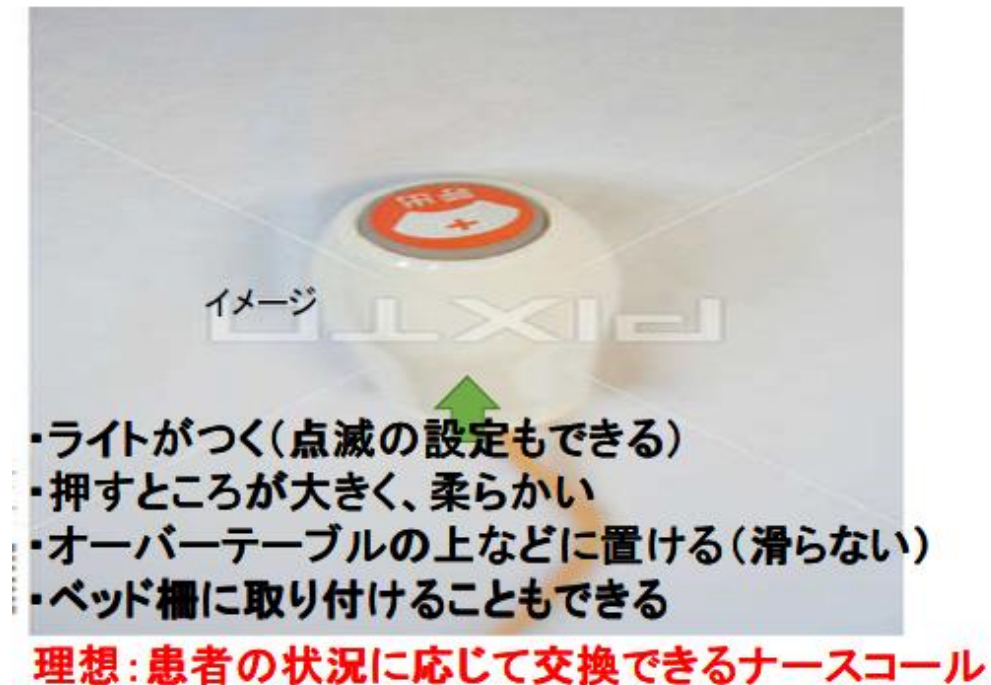 呼出
イメージ
PIXTA
・ライトがつく(点滅の設定もできる)
・押すところが大きく、柔らかい
・オーバーテーブルの上などに置ける(滑らない)
・ベッド柵に取り付けることもできる
理想:患者の状況に応じて交換できるナースコール